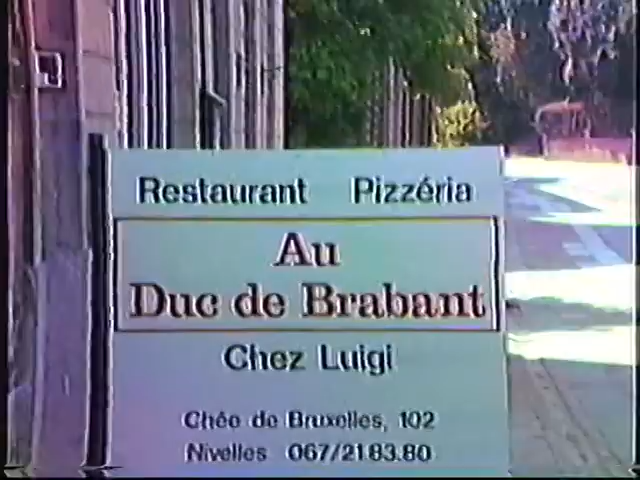 Restaurant Pizzéria
Au
Duc de Brabant
Chez Luigi
Chée de Bruxelles, 102
Nivelles 067/21.83.80